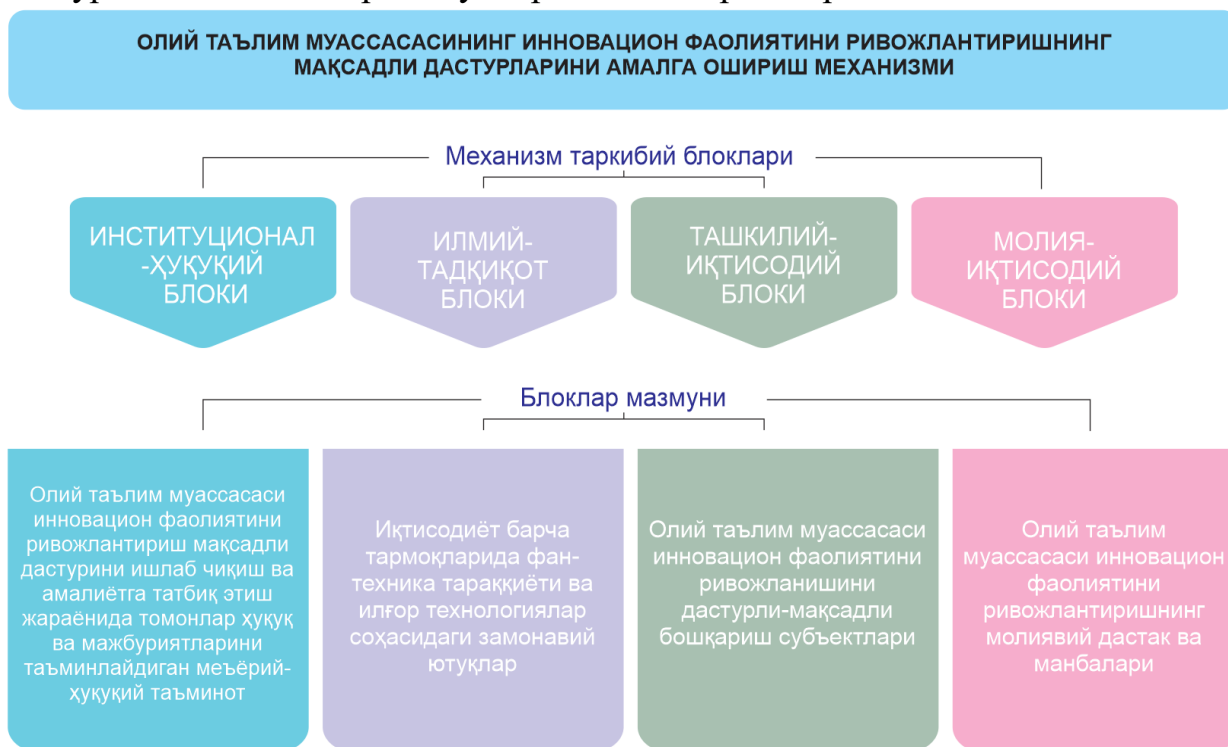 ОЛИЙ ТАЪЛИМ МУАССАСАСИНИНГ ИННОВАЦИОН ФАОЛИЯТИНИ РИВОЖЛАНТИРИШНИНГ
МАҚСАДЛИ ДАСТУРЛАРИНИ АМАЛГА ОШИРИШ МЕХАНИЗМИ
Механизм таркибий блоклари
ИНСТИТУЦИОНАЛ
-ҲУҚУҚИЙ
БЛОКИ
ИЛМИЙ-
ТАДҚИҚОТ
БЛОКИ
ТАШКИЛИЙ-
ИҚТИСОДИЙ
БЛОКИ
МОЛИЯ-
ИҚТИСОДИЙ
БЛОКИ
Блоклар мазмуни
Олий таълим муассасаси
инновацион фаолиятини
ривожлантириш мақсадли
дастурини ишлаб чиқиш ва
амалиётга татбиқ этиш
жараёнида томонлар ҳуқуқ
ва мажбуриятларини
таъминлайдиган меъёрий-
ҳуқуқий таъминот
Иқтисодиёт барча
тармоқларида фан-
техника тараққиёти ва
илғор технологиялар
соҳасидаги замонавий
ютуқлар
Олий таълим муассасаси
инновацион фаолиятини
ривожланишини
дастурли-мақсадли
бошқариш субъектлари
Олий таълим
муассасаси инновацион
фаолиятини
ривожлантиришнинг
молиявий дастак ва
манбалари